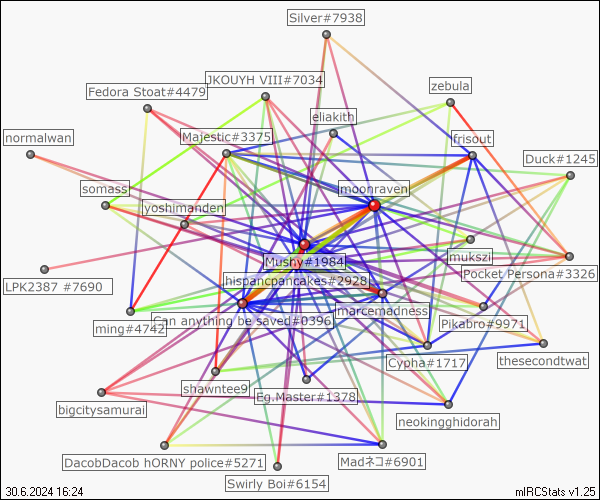 Silver#7938
JKOUYH VIII#7034
Fedora Stoat#4479
zebula
eliakith
normalwan
Majestic#3375
frisout
Duck#1245
somass
moonraven
yoshimanden
Mushy#1984
mukszi
hispancpancakes#2928
Pocket Persona#3326
LPK2387 #7690
marcemadness
Can anything be saved#0396
Pikabro#9971
ming#4742
Cypha#1717
thesecondtwat
shawntee9
Eg.Master#1378
bigcitysamurai
neokingghidorah
DacobDacob hORNY police#5271
Madネコ#6901
Swirly Boi#6154
30.6.2024 16:24
mIRCStats v1.25